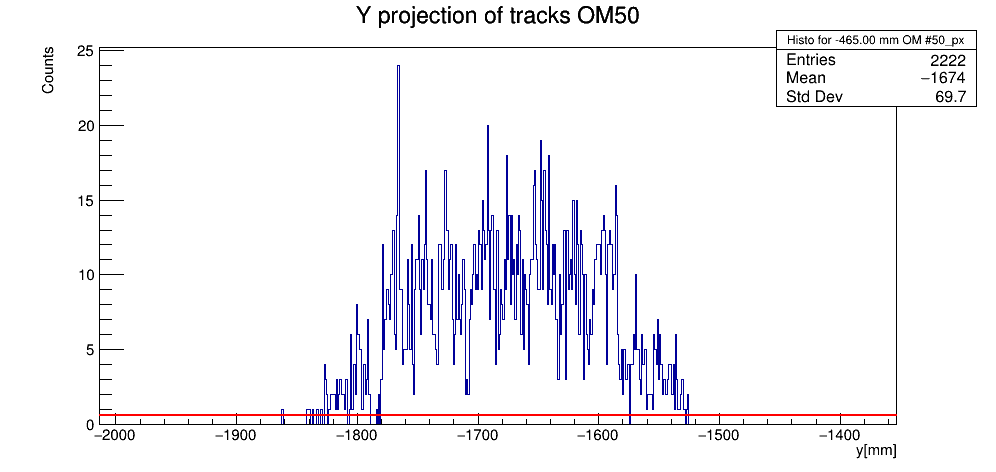 Y projection of tracks OM50
Histo for -465.00 mm OM #50_px
Entries 2222
Mean −1674
Std Dev 69.7
Counts
25
20
15
10
5
0
−2000 −1900 −1800 −1700 −1600 −1500 −1400
y[mm]